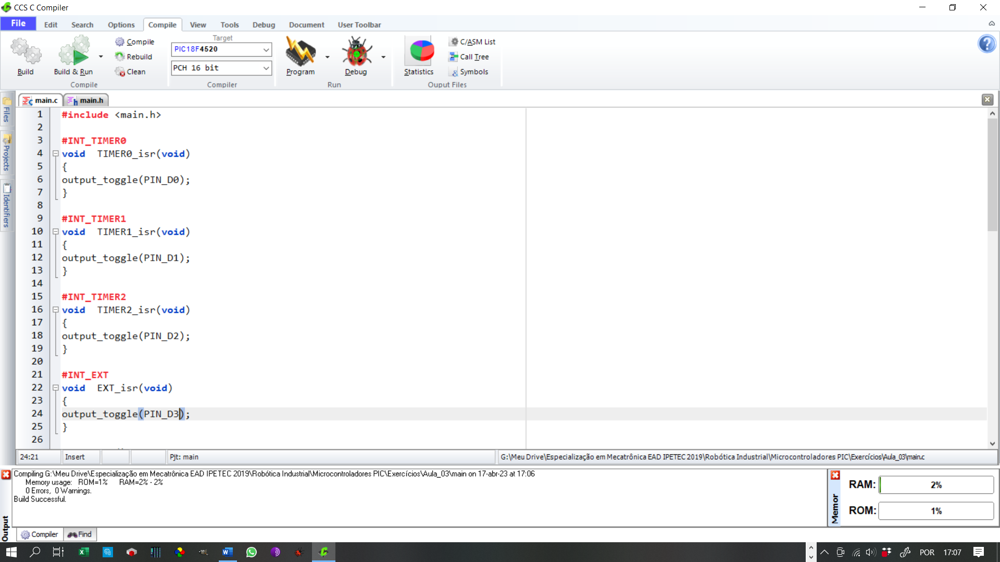 CCS C Compiler
File Edit Search Options Compile View Tools Debug Document User Toolbar
Build
Build & Run
Compile
Rebuild
Clean
Compile
Target
PIC18F4520
PCH 16 bit
Compiler
Program
Debug
Run
Statistics
C/ASM List
Call Tree
Symbols
Ouput Files
Files
Projects
Identifiers
main.c main.h
1 #include <main.h>
2
3 #INT_TIMER0
4 void TIMER0_isr(void)
5 {
6 output_toggle(PIN_D0);
7 }
8
9 #INT_TIMER1
10 void TIMER1_isr(void)
11 {
12 output_toggle(PIN_D1);
13 }
14
15 #INT_TIMER2
16 void TIMER2_isr(void)
17 {
18 output_toggle(PIN_D2);
19 }
20
21 #INT_EXT
22 void EXT_isr(void)
23 {
24 output_toggle(PIN_D3);
25 }
26
24:21 Insert Pjt: main G:\Meu Drive\Especialização em Mecatrônica EAD IPETEC 2019\Robótica Industrial\Microcontroladores PIC\Exercícios\Aula_03\main.c
Output
Compiling G:\Meu Drive\Especialização em Mecatrônica EAD IPETEC 2019\Robótica Industrial\Microcontroladores PIC\Exercícios\Aula_03\main on 17-abr-23 at 17:06
Memory usage: ROM=1% RAM=2% - 2%
0 Errors, 0 Warnings.
Build Successful.
Memor
RAM: 2%
ROM: 1%
Compiler Find
POR 17:07